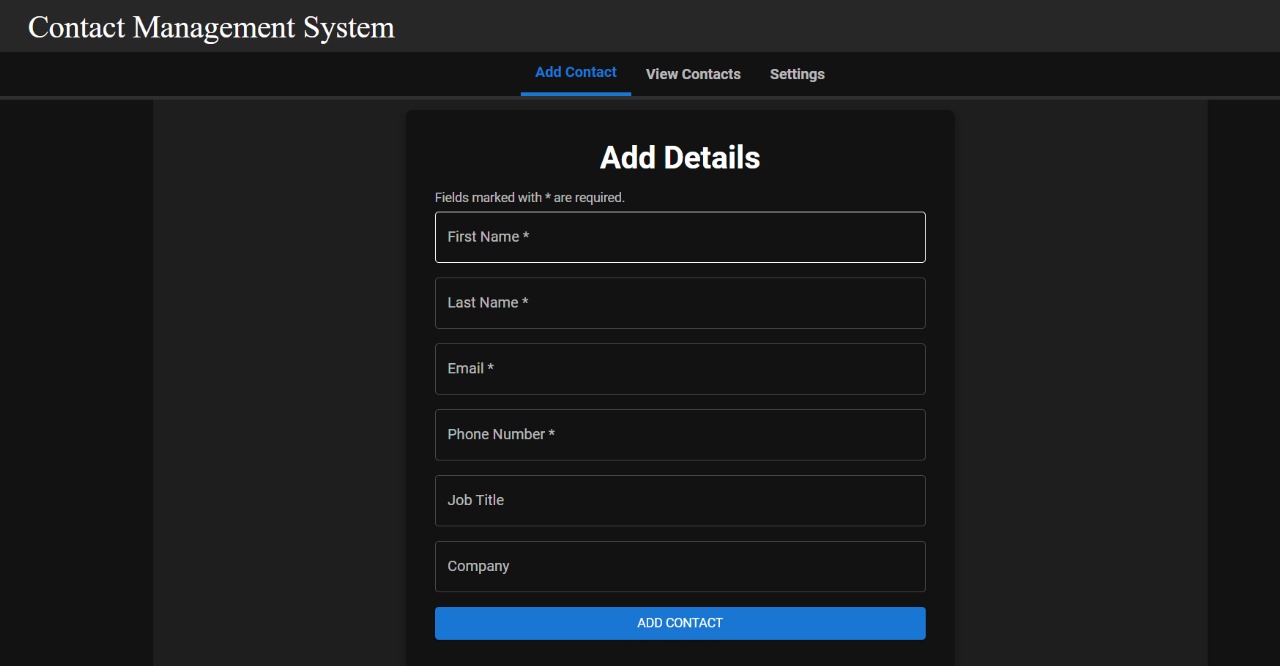 Contact Management System
Add Contact View Contacts Settings
Add Details
Fields marked with * are required.
First Name *
Last Name *
Email *
Phone Number *
Job Title
Company
ADD CONTACT